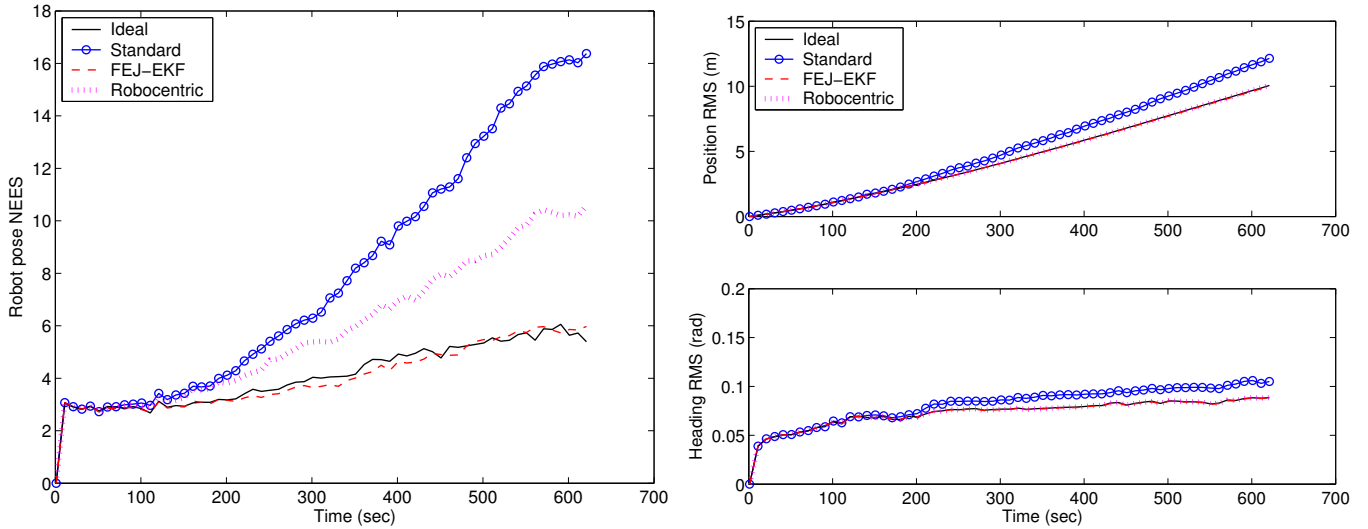 Ideal
Standard
FEJ-EKF
Robocentric
Robot pose NEES
18
16
14
12
10
8
6
4
2
0
0 100 200 300 400 500 600 700
Time (sec)
Ideal
Standard
FEJ-EKF
Robocentric
Position RMS (m)
15
10
5
0
0 100 200 300 400 500 600 700
Heading RMS (rad)
0.2
0.15
0.1
0.05
0
0 100 200 300 400 500 600 700
Time (sec)